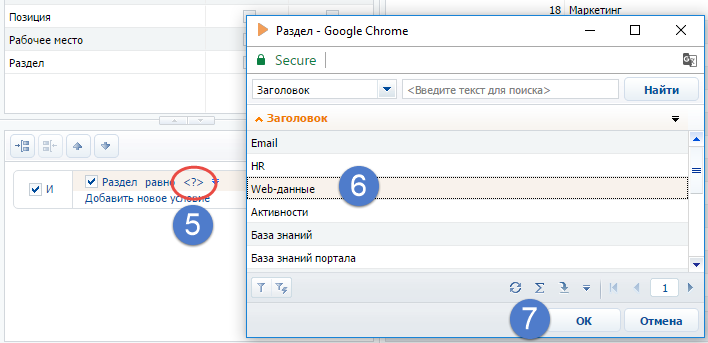 Позиция
Рабочее место
Раздел
18 Маркетинг
И
Раздел равно <?>
Добавить новое условие
5
Раздел - Google Chrome
Secure
Заголовок
<Введите текст для поиска>
Найти
Заголовок
Email
HR
Web-данные
6
Активности
База знаний
База знаний портала
1
7
ОК
Отмена